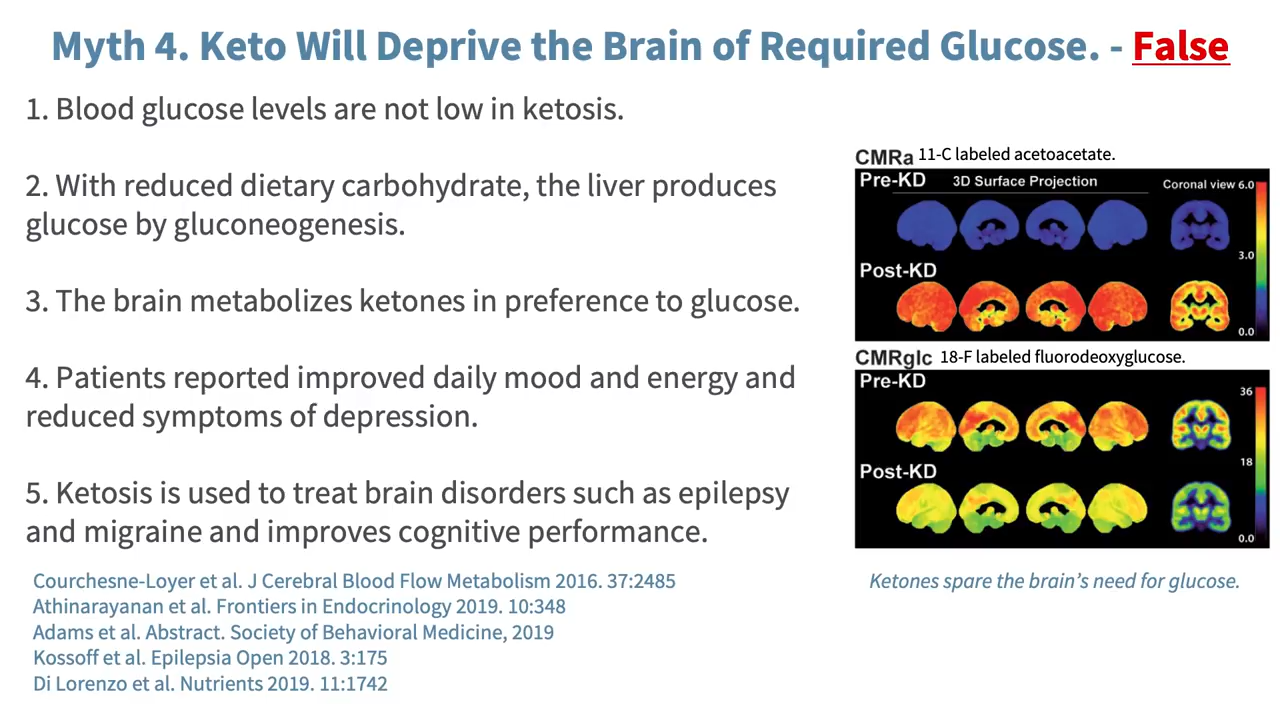 Myth 4. Keto Will Deprive the Brain of Required Glucose. - False
1. Blood glucose levels are not low in ketosis.
2. With reduced dietary carbohydrate, the liver produces
glucose by gluconeogenesis.
3. The brain metabolizes ketones in preference to glucose.
4. Patients reported improved daily mood and energy and
reduced symptoms of depression.
5. Ketosis is used to treat brain disorders such as epilepsy
and migraine and improves cognitive performance.
Courchesne-Loyer et al. J Cerebral Blood Flow Metabolism 2016. 37:2485
Athinarayanan et al. Frontiers in Endocrinology 2019. 10:348
Adams et al. Abstract. Society of Behavioral Medicine, 2019
Kossoff et al. Epilepsia Open 2018. 3:175
Di Lorenzo et al. Nutrients 2019. 11:1742
CMRa 11-C labeled acetoacetate.
Pre-KD 3D Surface Projection Coronal view 6.0
3.0
Post-KD
0.0
CMRglc 18-F labeled fluorodeoxyglucose.
Pre-KD 36
18
Post-KD
0.0
Ketones spare the brain's need for glucose.